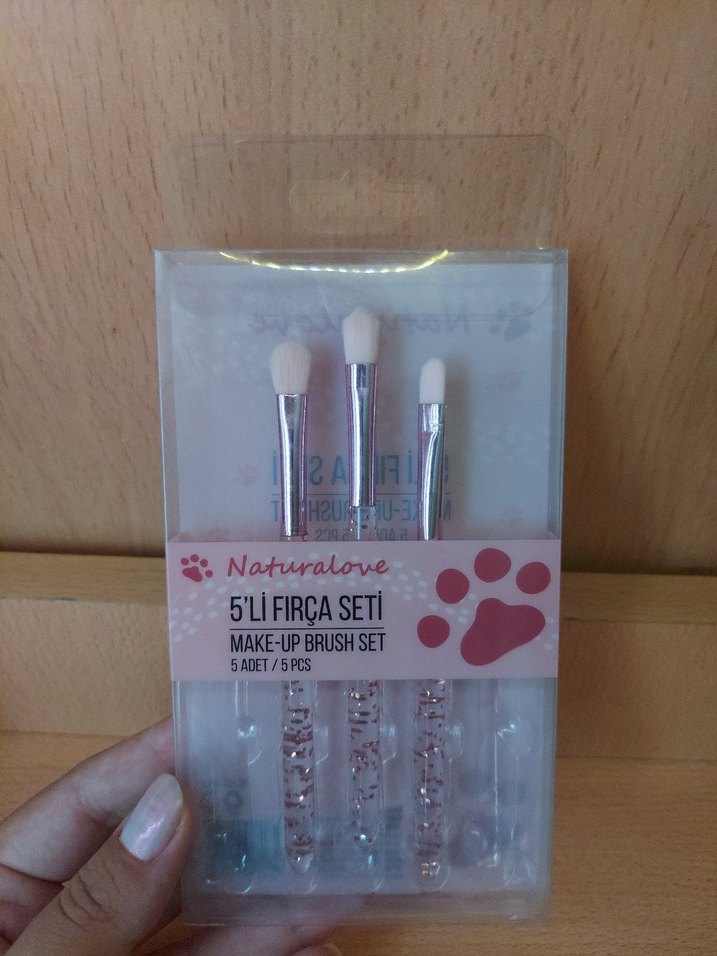 Naturalove
5'Lİ FIRÇA SETİ
MAKE-UP BRUSH SET
5 ADET / 5 PCS